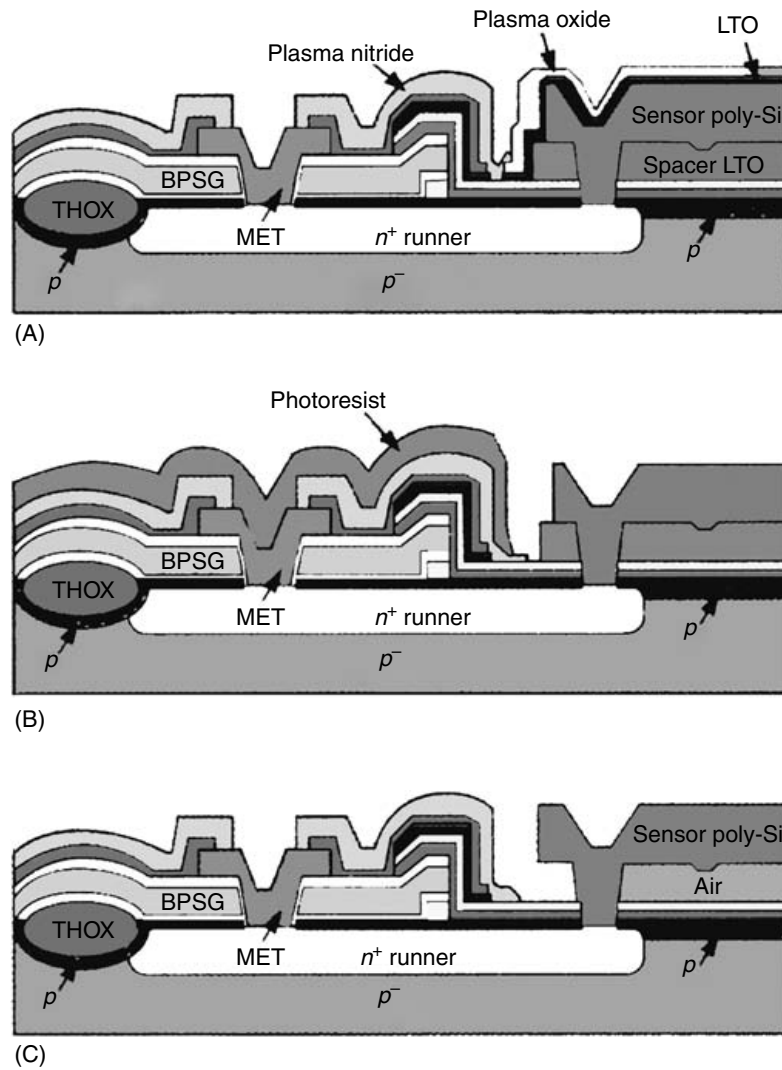 Plasma oxide
LTO
Plasma nitride
Sensor poly-Si
BPSG
Spacer LTO
THOX
MET
n+ runner
p
p
p−
(A)
Photoresist
BPSG
THOX
MET
n+ runner
p
p
p−
(B)
Sensor poly-Si
Air
BPSG
THOX
MET
n+ runner
p
p
p−
(C)